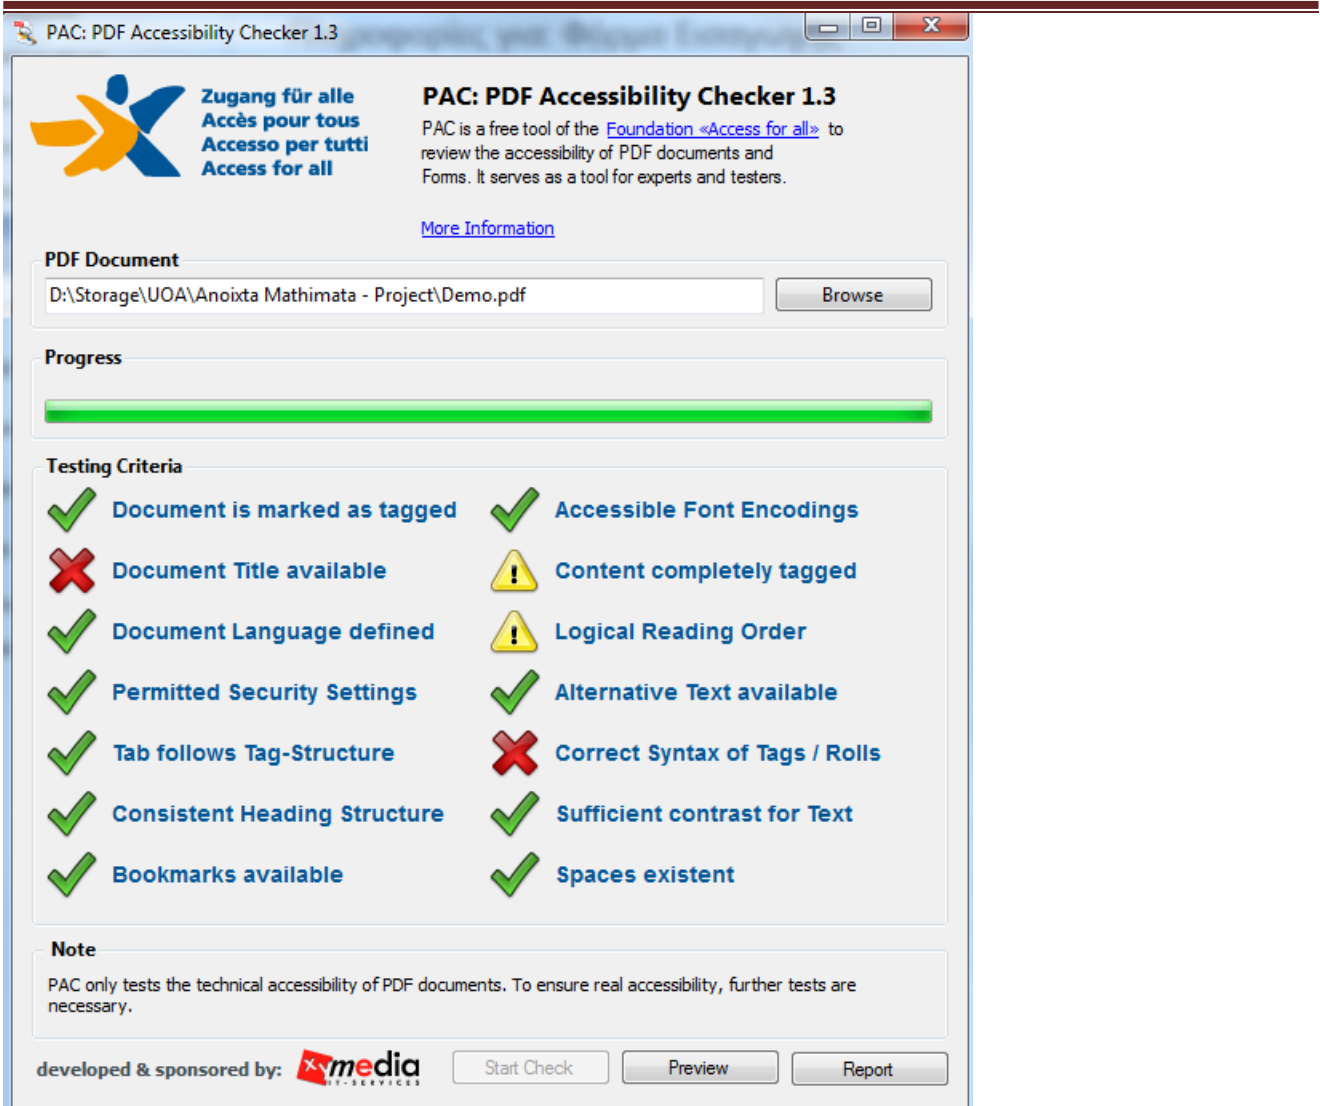 PAC: PDF Accessibility Checker 1.3
Zugang für alle
Accès pour tous
Accesso per tutti
Access for all
PAC: PDF Accessibility Checker 1.3
PAC is a free tool of the Foundation «Access for all» to
review the accessibility of PDF documents and
Forms. It serves as a tool for experts and testers.
More Information
PDF Document
D:\Storage\UOA\Anoixta Mathimata - Project\Demo.pdf
Browse
Progress
Testing Criteria
Document is marked as tagged
Accessible Font Encodings
Document Title available
Content completely tagged
Document Language defined
Logical Reading Order
Permitted Security Settings
Alternative Text available
Tab follows Tag-Structure
Correct Syntax of Tags / Rolls
Consistent Heading Structure
Sufficient contrast for Text
Bookmarks available
Spaces existent
Note
PAC only tests the technical accessibility of PDF documents. To ensure real accessibility, further tests are
necessary.
developed & sponsored by:
xymedia
IT-SERVICES
Start Check
Preview
Report